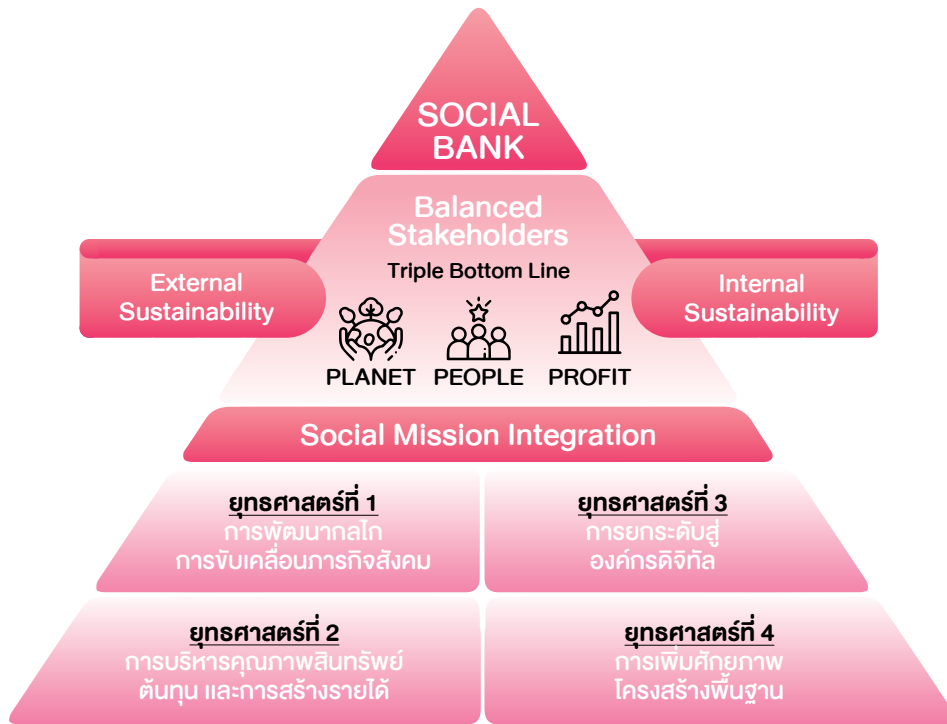 SOCIAL
BANK
Balanced
Stakeholders
Triple Bottom Line
External
Sustainability
Internal
Sustainability
PLANET
PEOPLE
PROFIT
Social Mission Integration
ยุทธศาสตร์ที่ 1
การพัฒนากลไก
การขับเคลื่อนภารกิจสังคม
ยุทธศาสตร์ที่ 3
การยกระดับสู่
องค์กรดิจิทัล
ยุทธศาสตร์ที่ 2
การบริหารคุณภาพสินทรัพย์
ต้นทุน และการสร้างรายได้
ยุทธศาสตร์ที่ 4
การเพิ่มศักยภาพ
โครงสร้างพื้นฐาน